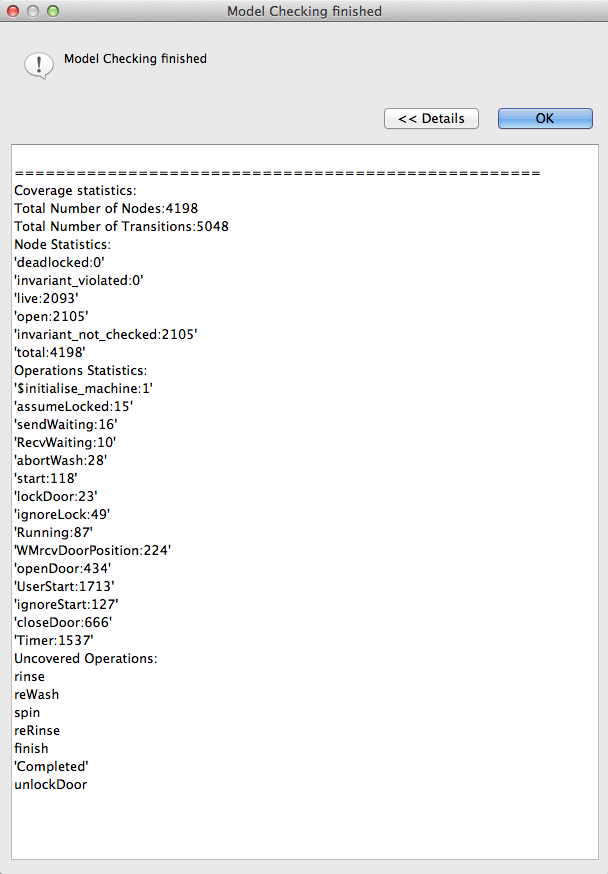 Model Checking finished
Model Checking finished
<< Details
OK
===================================================
Coverage statistics:
Total Number of Nodes:4198
Total Number of Transitions:5048
Node Statistics:
'deadlocked:0'
'invariant_violated:0'
'live:2093'
'open:2105'
'invariant_not_checked:2105'
'total:4198'
Operations Statistics:
'$initialise_machine:1'
'assumeLocked:15'
'sendWaiting:16'
'RecvWaiting:10'
'abortWash:28'
'start:118'
'lockDoor:23'
'ignoreLock:49'
'Running:87'
'WMrcvDoorPosition:224'
'openDoor:434'
'UserStart:1713'
'ignoreStart:127'
'closeDoor:666'
'Timer:1537'
Uncovered Operations:
rinse
reWash
spin
reRinse
finish
'Completed'
unlockDoor